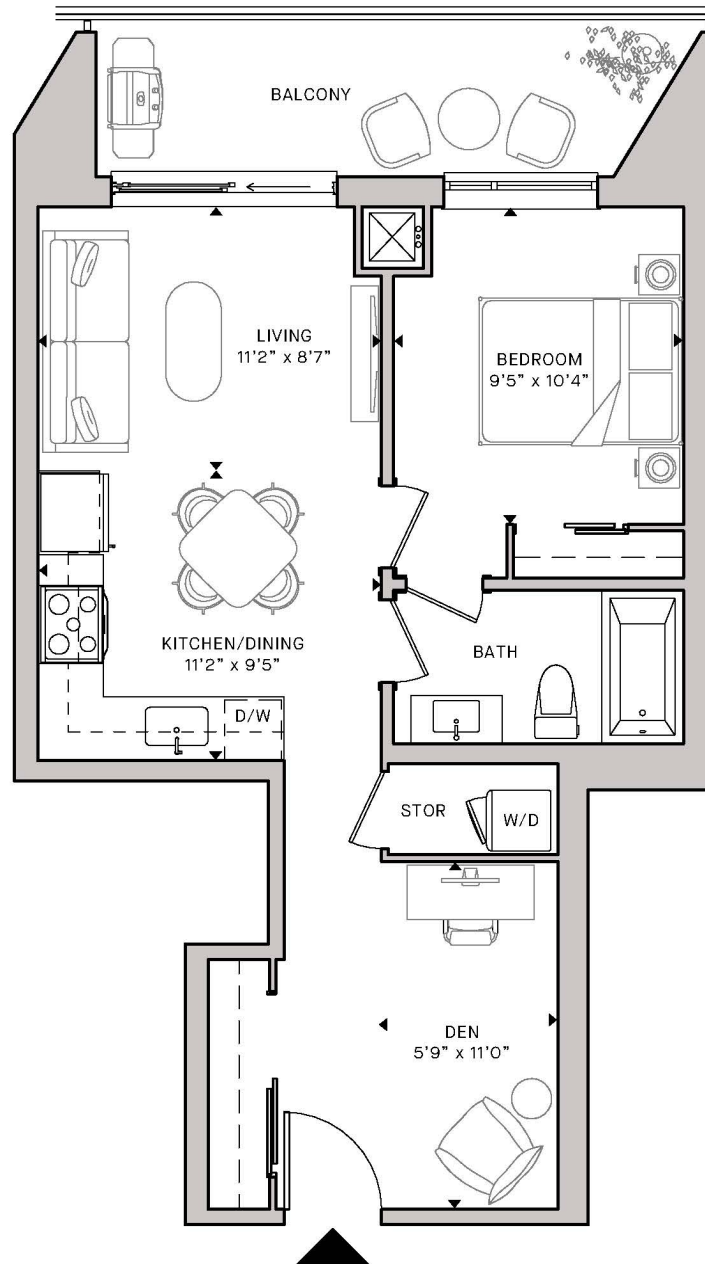 BALCONY
LIVING
11’2” x 8’7”
BEDROOM
9’5” x 10’4”
KITCHEN/DINING
11’2” x 9’5”
BATH
D/W
STOR
W/D
DEN
5’9” x 11’0”